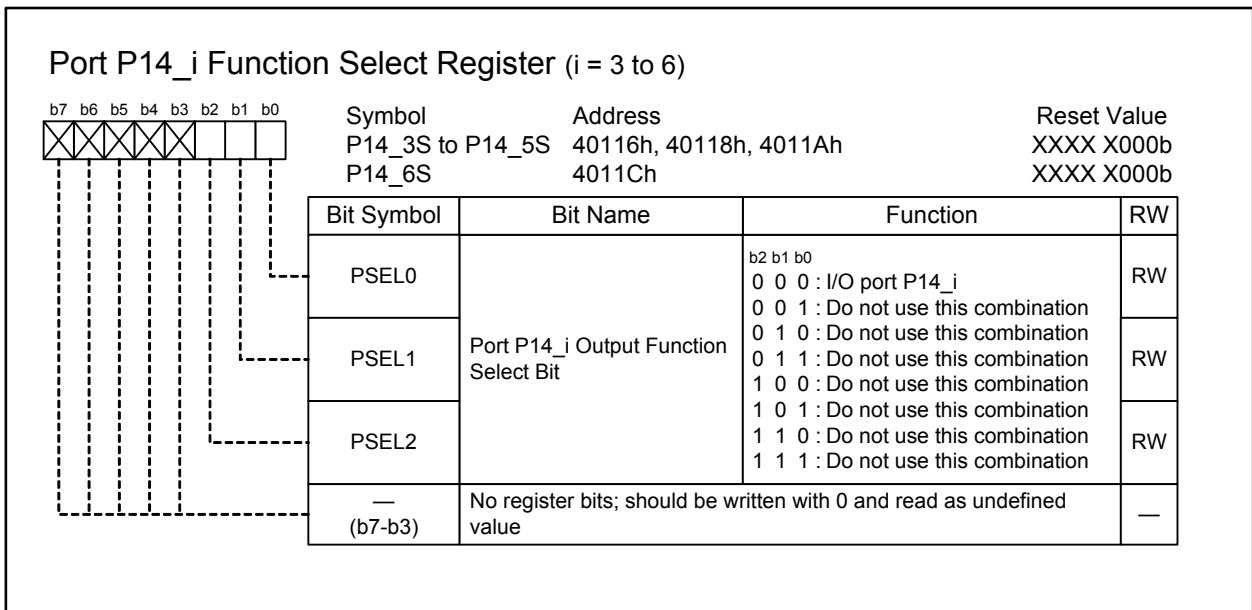 Port P14_i Function Select Register (i = 3 to 6)
b7 b6 b5 b4 b3 b2 b1 b0
Symbol Address Reset Value
P14_3S to P14_5S 40116h, 40118h, 4011Ah XXXX X000b
P14_6S 4011Ch XXXX X000b
Bit Symbol Bit Name Function RW
PSEL0
PSEL1
PSEL2
Port P14_i Output Function
Select Bit
b2 b1 b0
0 0 0 : I/O port P14_i
0 0 1 : Do not use this combination
0 1 0 : Do not use this combination
0 1 1 : Do not use this combination
1 0 0 : Do not use this combination
1 0 1 : Do not use this combination
1 1 0 : Do not use this combination
1 1 1 : Do not use this combination
RW
RW
RW
—
(b7-b3)
No register bits; should be written with 0 and read as undefined
value
—